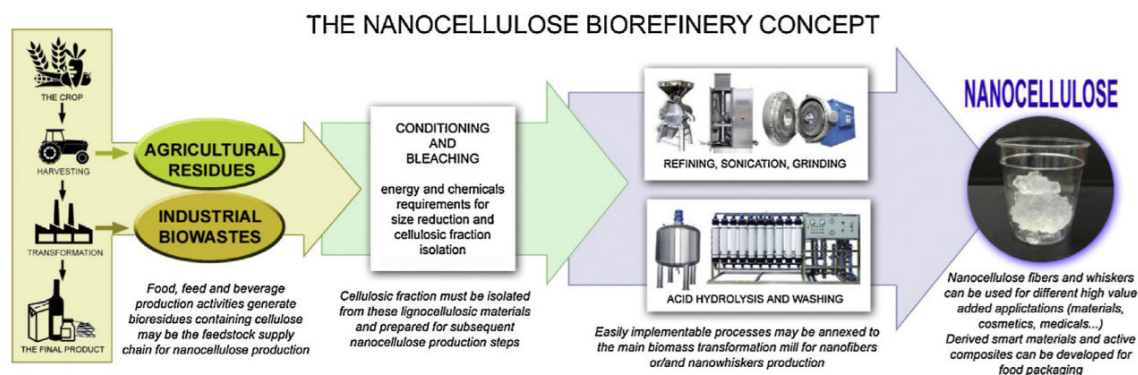 THE NANOCELLULOSE BIOREFINERY CONCEPT
THE CROP
HARVESTING
TRANSFORMATION
THE FINAL PRODUCT
AGRICULTURAL
RESIDUES
INDUSTRIAL
BIOWASTES
Food, feed and beverage
production activities generate
bioresidues containing cellulose
may be the feedstock supply
chain for nanocellulose production
CONDITIONING
AND
BLEACHING
energy and chemicals
requirements for
size reduction and
cellulosic fraction
isolation
Cellulosic fraction must be isolated
from these lignocellulosic materials
and prepared for subsequent
nanocellulose production steps
REFINING, SONICATION, GRINDING
ACID HYDROLYSIS AND WASHING
Easily implementable processes may be annexed to
the main biomass transformation mill for nanofibers
or/and nanowhiskers production
NANOCELLULOSE
Nanocellulose fibers and whiskers
can be used for different high value
added applictations (materials,
cosmetics, medicals...)
Derived smart materials and active
composites can be developed for
food packaging